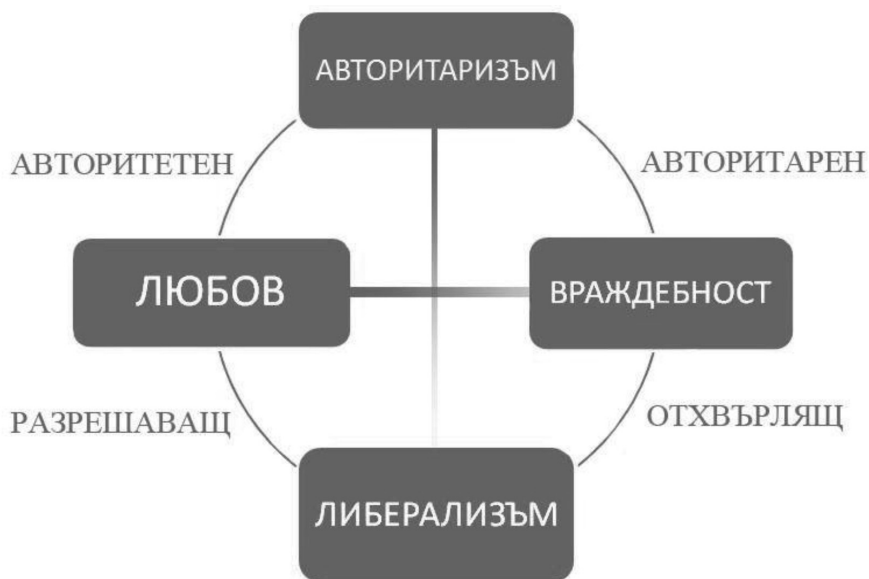 АВТОРИТАРИЗЪМ
АВТОРИТЕТЕН
АВТОРИТАРЕН
ЛЮБОВ
ВРАЖДЕБНОСТ
РАЗРЕШАВАЩ
ОТХВЪРЛЯЩ
ЛИБЕРАЛИЗЪМ